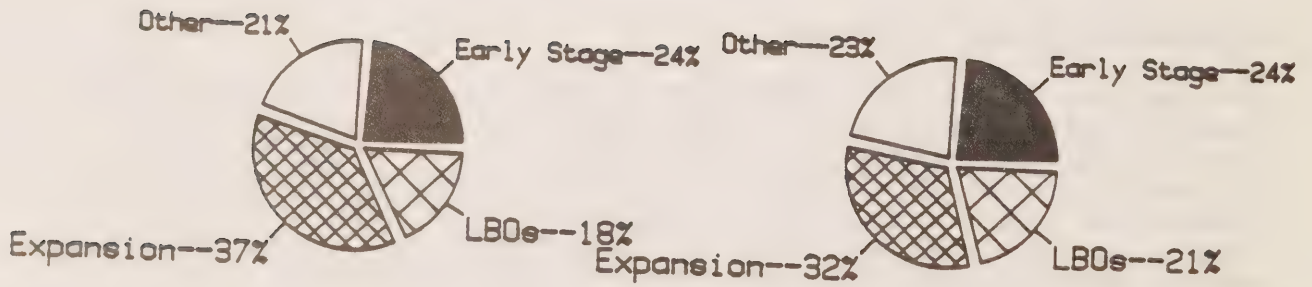 Other--21%
Early Stage--24%
Expansion--37%
LBOs--18%
Other--23%
Early Stage--24%
Expansion--32%
LBOs--21%